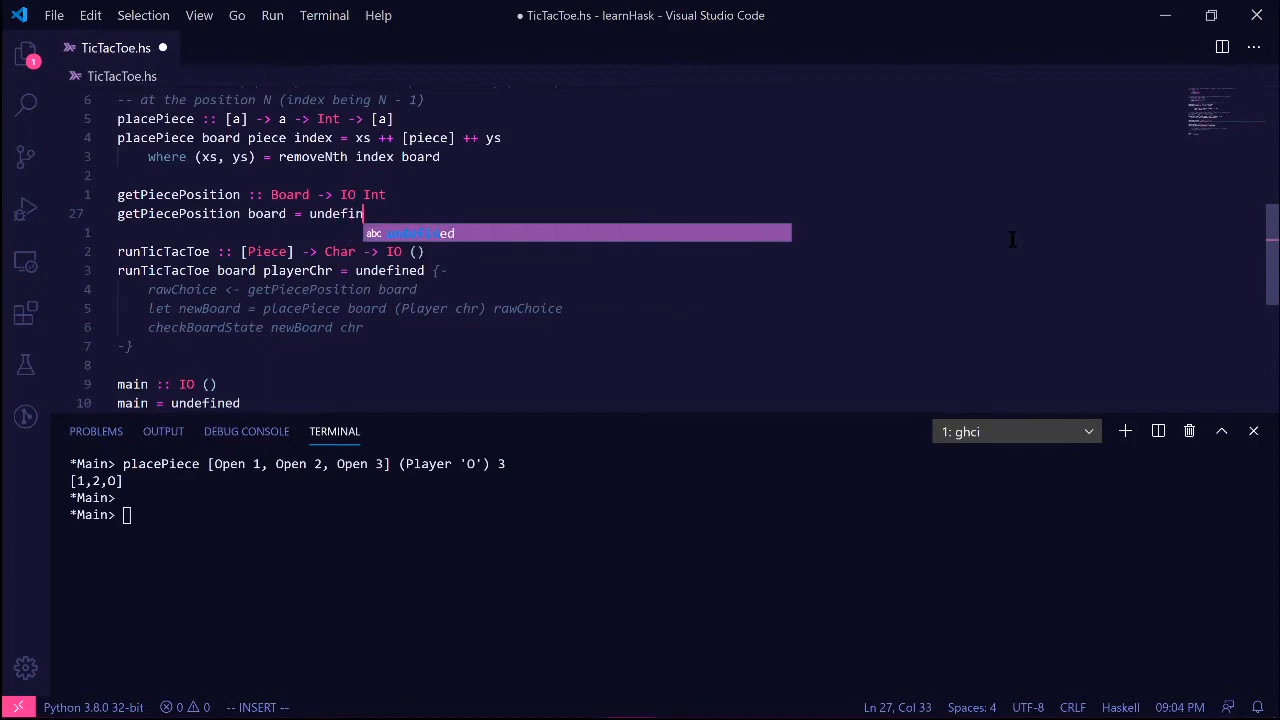 File Edit Selection View Go Run Terminal Help
● TicTacToe.hs - learnHask - Visual Studio Code
TicTacToe.hs ●
1
TicTacToe.hs
6 -- at the position N (index being N - 1)
5 placePiece :: [a] -> a -> Int -> [a]
4 placePiece board piece index = xs ++ [piece] ++ ys
3 where (xs, ys) = removeNth index board
2
1 getPiecePosition :: Board -> IO Int
27 getPiecePosition board = undefin
1 abc undefined
2 runTicTacToe :: [Piece] -> Char -> IO ()
3 runTicTacToe board playerChr = undefined {-
4 rawChoice <- getPiecePosition board
5 let newBoard = placePiece board (Player chr) rawChoice
6 checkBoardState newBoard chr
7 -}
8
9 main :: IO ()
10 main = undefined
PROBLEMS OUTPUT DEBUG CONSOLE TERMINAL 1: ghci
*Main> placePiece [Open 1, Open 2, Open 3] (Player 'O') 3
[1,2,O]
*Main>
*Main>
Python 3.8.0 32-bit 0 0 -- INSERT -- Ln 27, Col 33 Spaces: 4 UTF-8 CRLF Haskell 09:04 PM